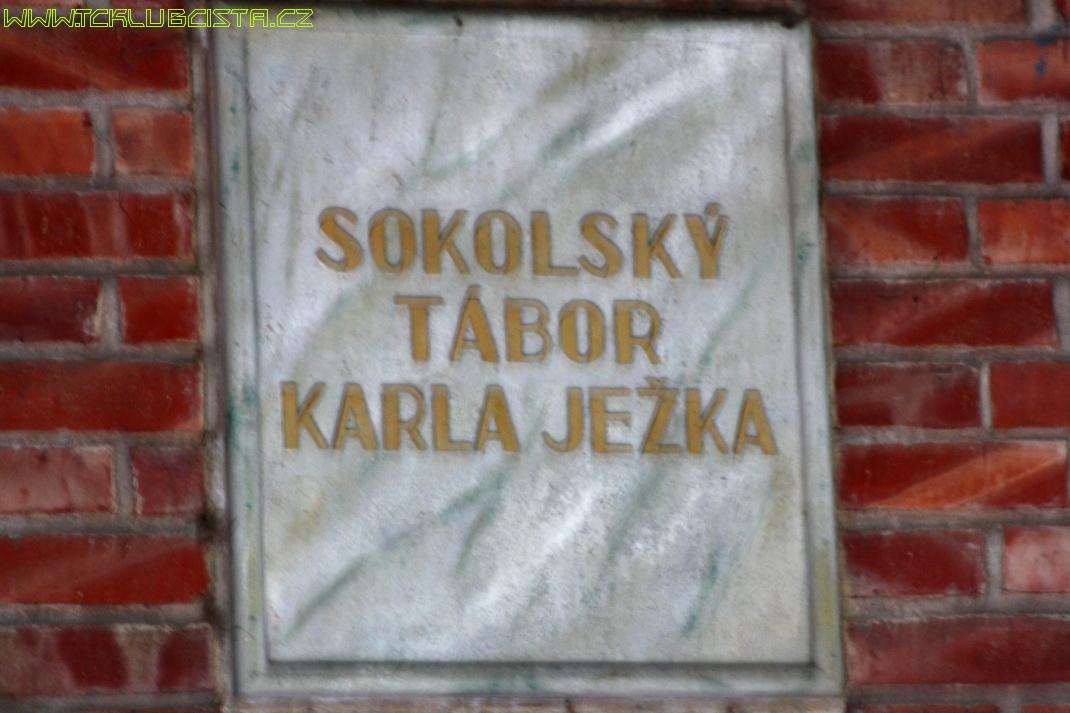 WWW.TCKLUBCISTA.CZ
SOKOLSKÝ
TÁBOR
KARLA JEŽKA